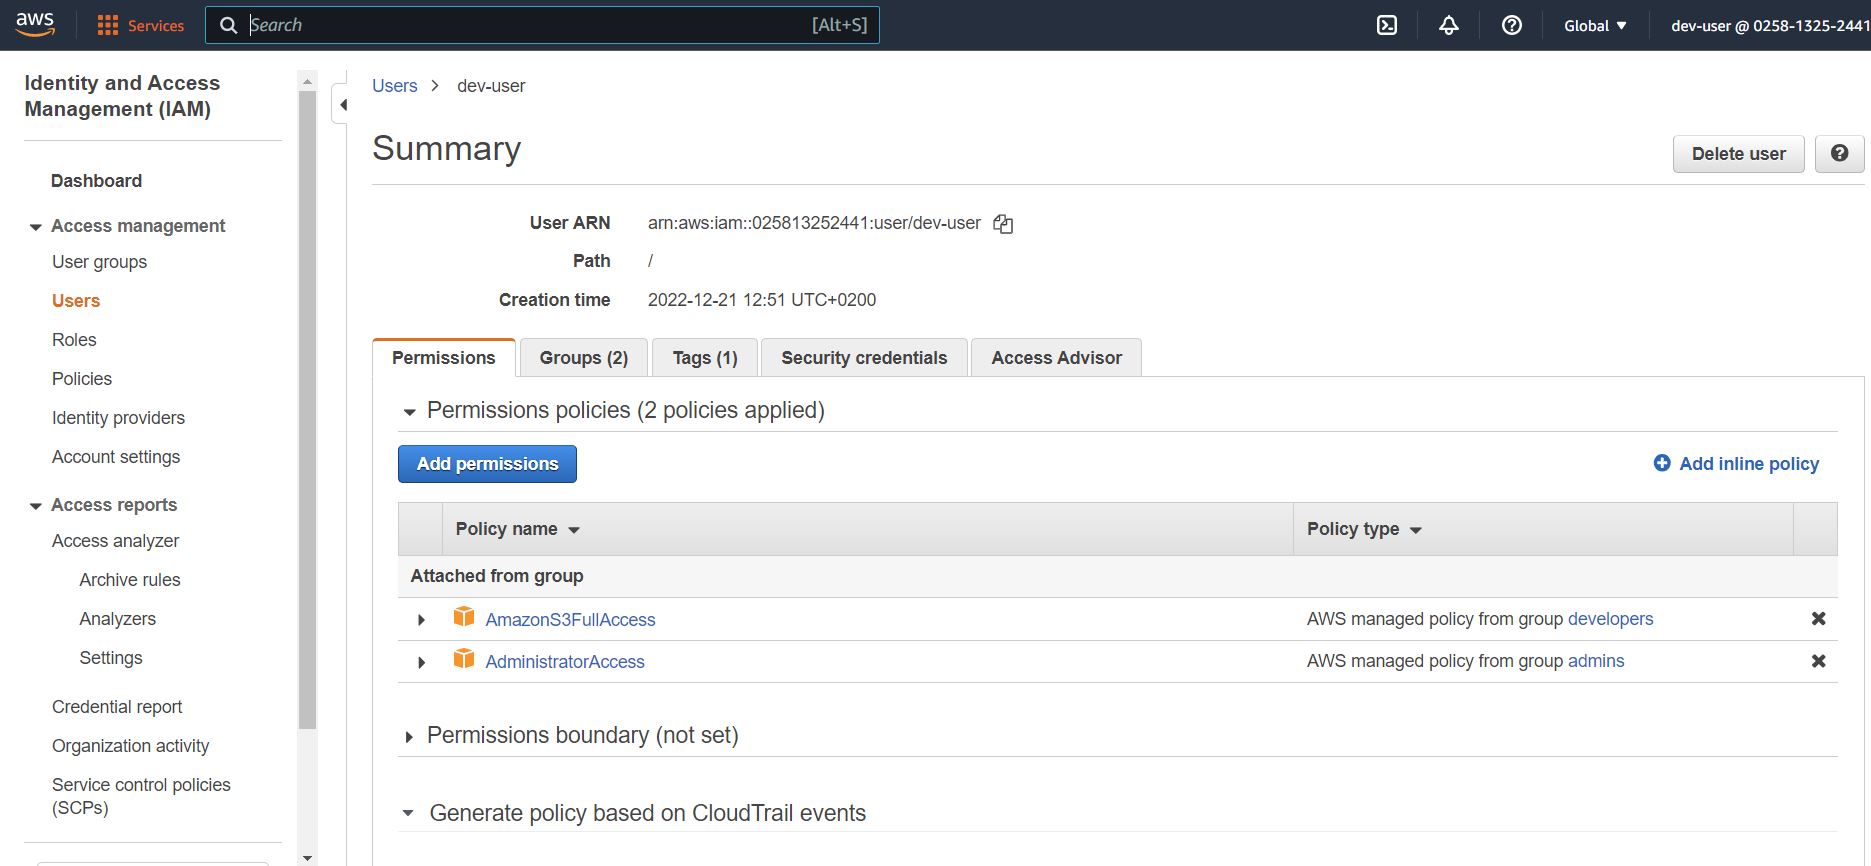 aws
Services
Search
[Alt+S]
Global
dev-user @ 0258-1325-2441
Identity and Access
Management (IAM)
Dashboard
Access management
User groups
Users
Roles
Policies
Identity providers
Account settings
Access reports
Access analyzer
Archive rules
Analyzers
Settings
Credential report
Organization activity
Service control policies
(SCPs)
Users > dev-user
Summary
Delete user
User ARN arn:aws:iam::025813252441:user/dev-user
Path /
Creation time 2022-12-21 12:51 UTC+0200
Permissions Groups (2) Tags (1) Security credentials Access Advisor
Permissions policies (2 policies applied)
Add permissions
Add inline policy
Policy name Policy type
Attached from group
AmazonS3FullAccess AWS managed policy from group developers
AdministratorAccess AWS managed policy from group admins
Permissions boundary (not set)
Generate policy based on CloudTrail events